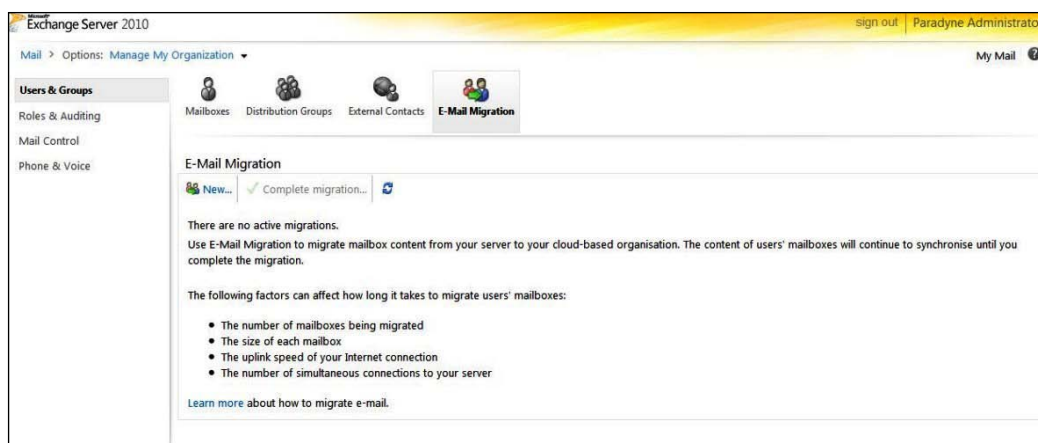 Microsoft®
Exchange Server 2010
sign out
Paradyne Administrato
Mail > Options: Manage My Organization
My Mail
Users & Groups
Roles & Auditing
Mail Control
Phone & Voice
Mailboxes
Distribution Groups
External Contacts
E-Mail Migration
E-Mail Migration
New...
Complete migration...
There are no active migrations.
Use E-Mail Migration to migrate mailbox content from your server to your cloud-based organisation. The content of users' mailboxes will continue to synchronise until you
complete the migration.
The following factors can affect how long it takes to migrate users' mailboxes:
• The number of mailboxes being migrated
• The size of each mailbox
• The uplink speed of your Internet connection
• The number of simultaneous connections to your server
Learn more about how to migrate e-mail.